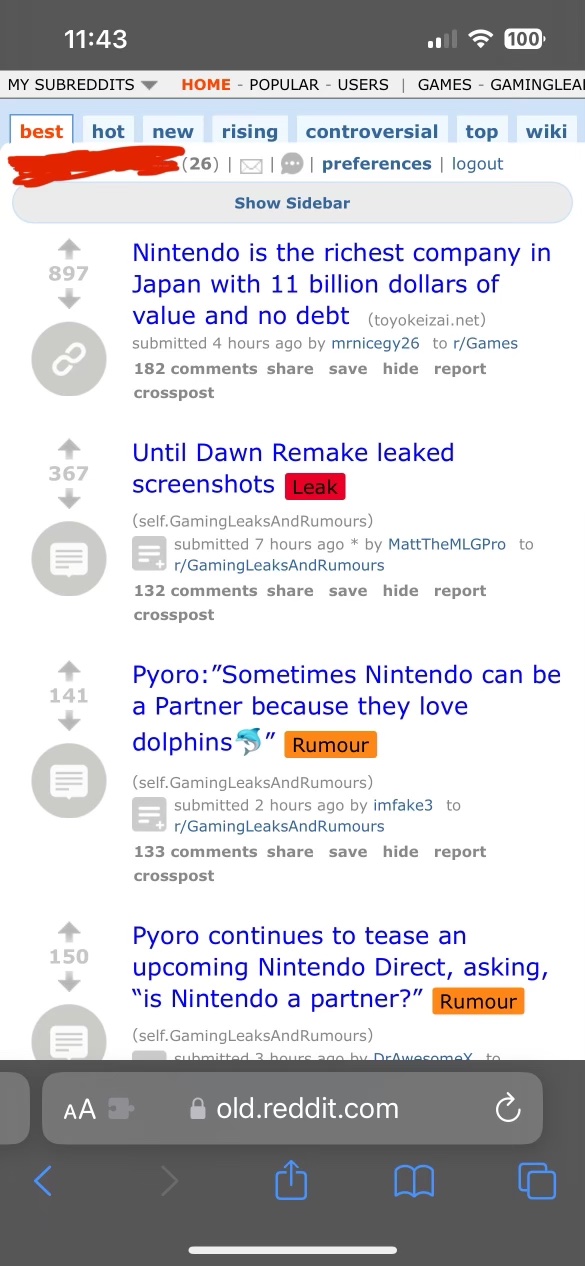 11:43
100
MY SUBREDDITS HOME - POPULAR - USERS | GAMES - GAMINGLEA
best hot new rising controversial top wiki
(26) | | | preferences | logout
Show Sidebar
897
Nintendo is the richest company in
Japan with 11 billion dollars of
value and no debt (toyokeizai.net)
submitted 4 hours ago by mrnicegy26 to r/Games
182 comments share save hide report
crosspost
367
Until Dawn Remake leaked
screenshots Leak
(self.GamingLeaksAndRumours)
submitted 7 hours ago * by MattTheMLGPro to
r/GamingLeaksAndRumours
132 comments share save hide report
crosspost
141
Pyoro:”Sometimes Nintendo can be
a Partner because they love
dolphins🐬” Rumour
(self.GamingLeaksAndRumours)
submitted 2 hours ago by imfake3 to
r/GamingLeaksAndRumours
133 comments share save hide report
crosspost
150
Pyoro continues to tease an
upcoming Nintendo Direct, asking,
“is Nintendo a partner?” Rumour
(self.GamingLeaksAndRumours)
submitted 3 hours ago by DrAwesomeX to
AA old.reddit.com